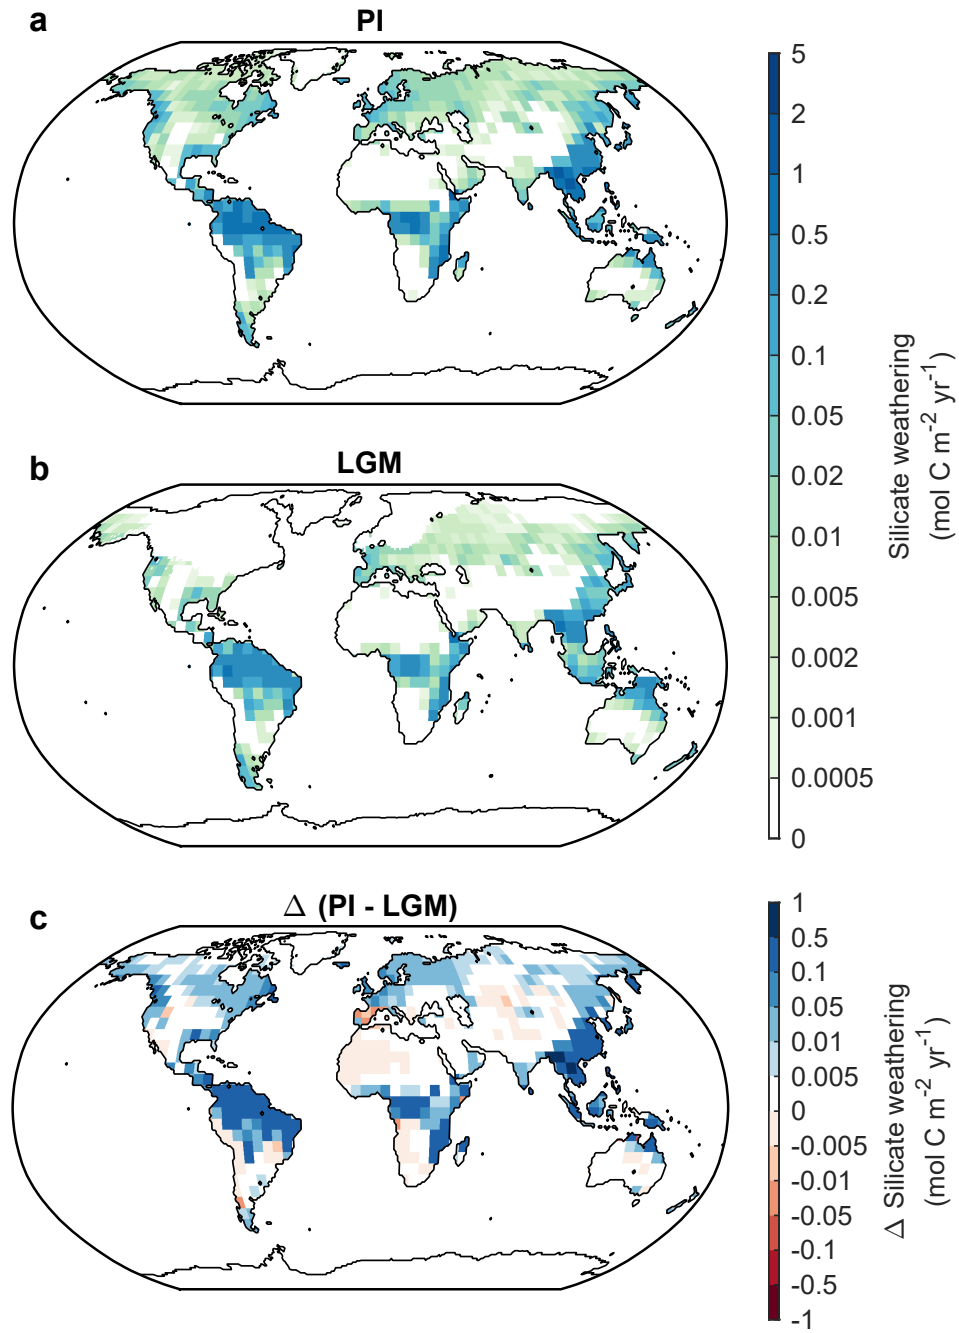 a
PI
5
2
1
0.5
0.2
0.1
0.05
0.02
0.01
0.005
0.002
0.001
0.0005
0
Silicate weathering
(mol C m⁻² yr⁻¹)
b
LGM
c
Δ (PI - LGM)
1
0.5
0.1
0.05
0.01
0.005
0
-0.005
-0.01
-0.05
-0.1
-0.5
-1
Δ Silicate weathering
(mol C m⁻² yr⁻¹)